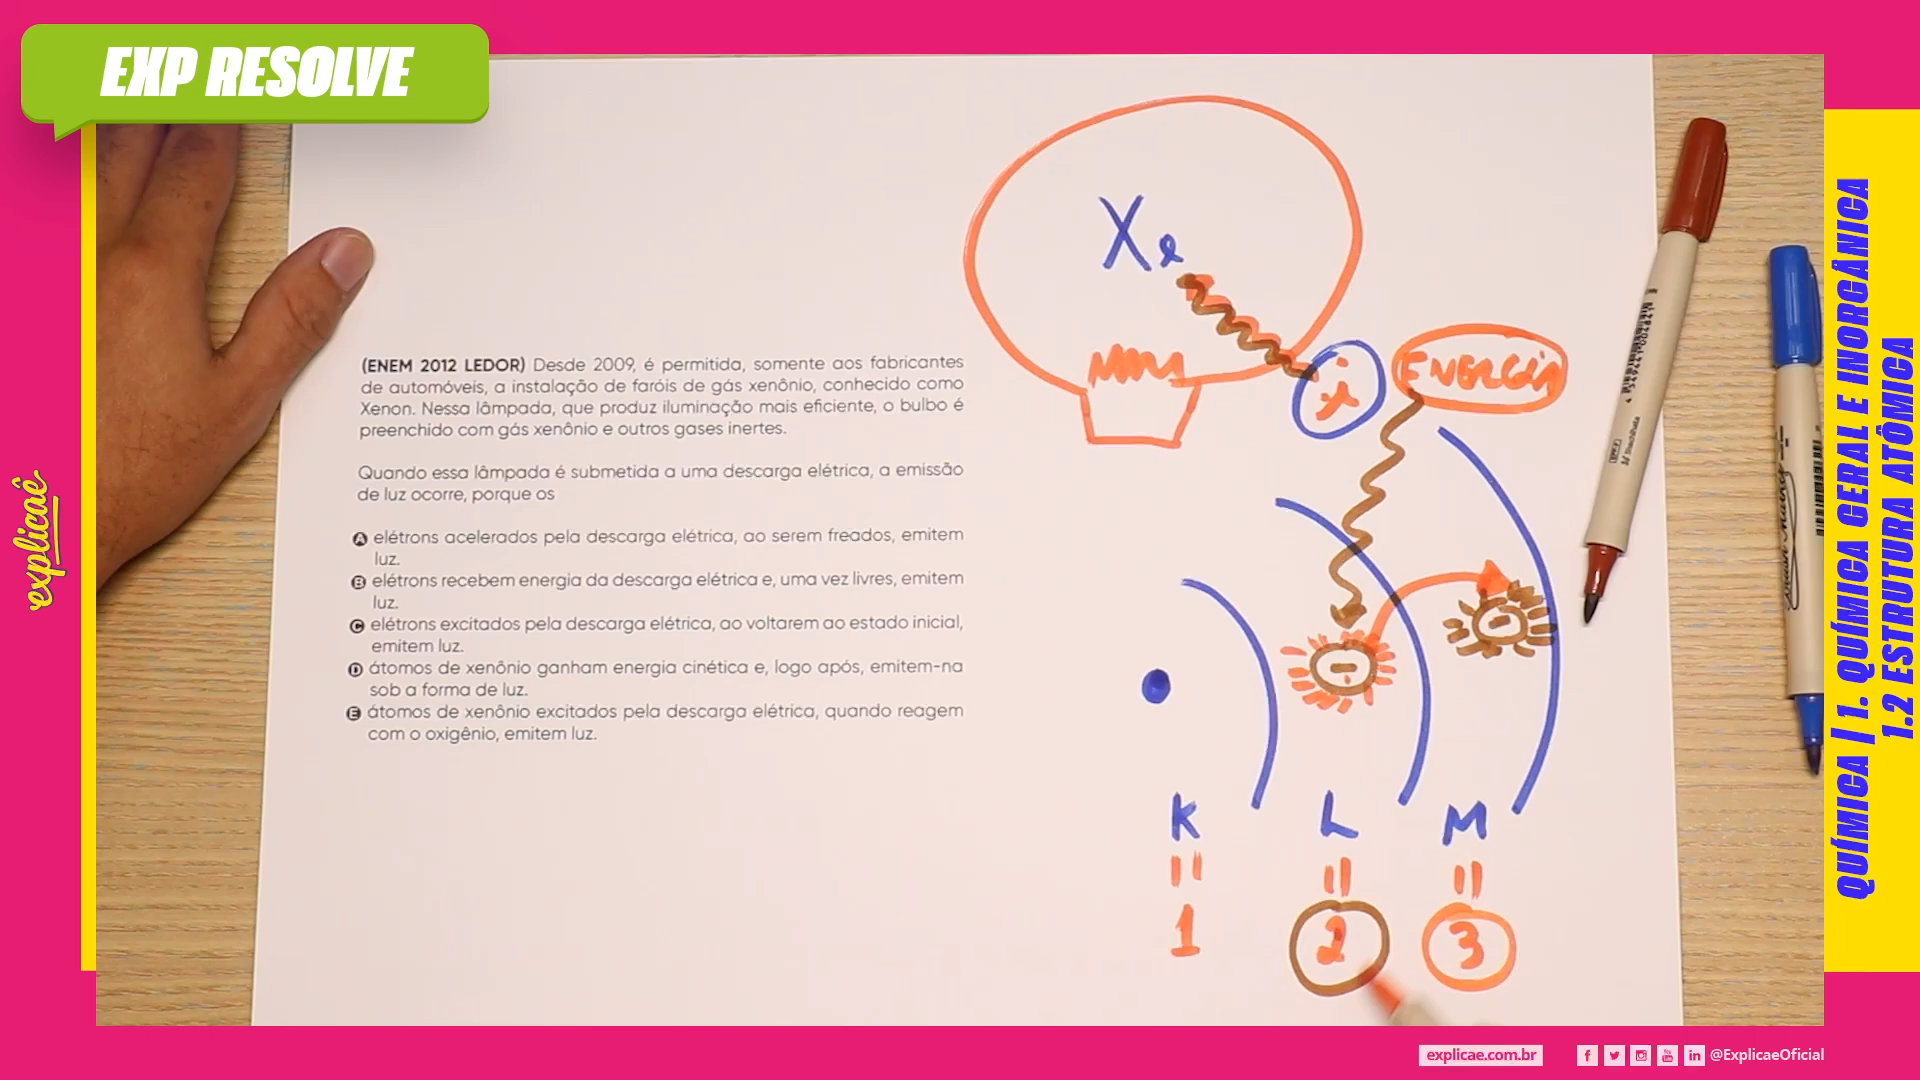 EXP RESOLVE
(ENEM 2012 LEDOR) Desde 2009, é permitida, somente aos fabricantes
de automóveis, a instalação de faróis de gás xenônio, conhecido como
Xenon. Nessa lâmpada, que produz iluminação mais eficiente, o bulbo é
preenchido com gás xenônio e outros gases inertes.
Quando essa lâmpada é submetida a uma descarga elétrica, a emissão
de luz ocorre, porque os
A elétrons acelerados pela descarga elétrica, ao serem freados, emitem
luz.
B elétrons recebem energia da descarga elétrica e, uma vez livres, emitem
luz.
C elétrons excitados pela descarga elétrica, ao voltarem ao estado inicial,
emitem luz.
D átomos de xenônio ganham energia cinética e, logo após, emitem-na
sob a forma de luz.
E átomos de xenônio excitados pela descarga elétrica, quando reagem
com o oxigênio, emitem luz.
Xe
i
ENERGIA
K L M
1 2 3
explicaê
QUÍMICA | 1. QUÍMICA GERAL E INORGÂNICA
1.2 ESTRUTURA ATÔMICA
explicae.com.br
@ExplicaeOficial